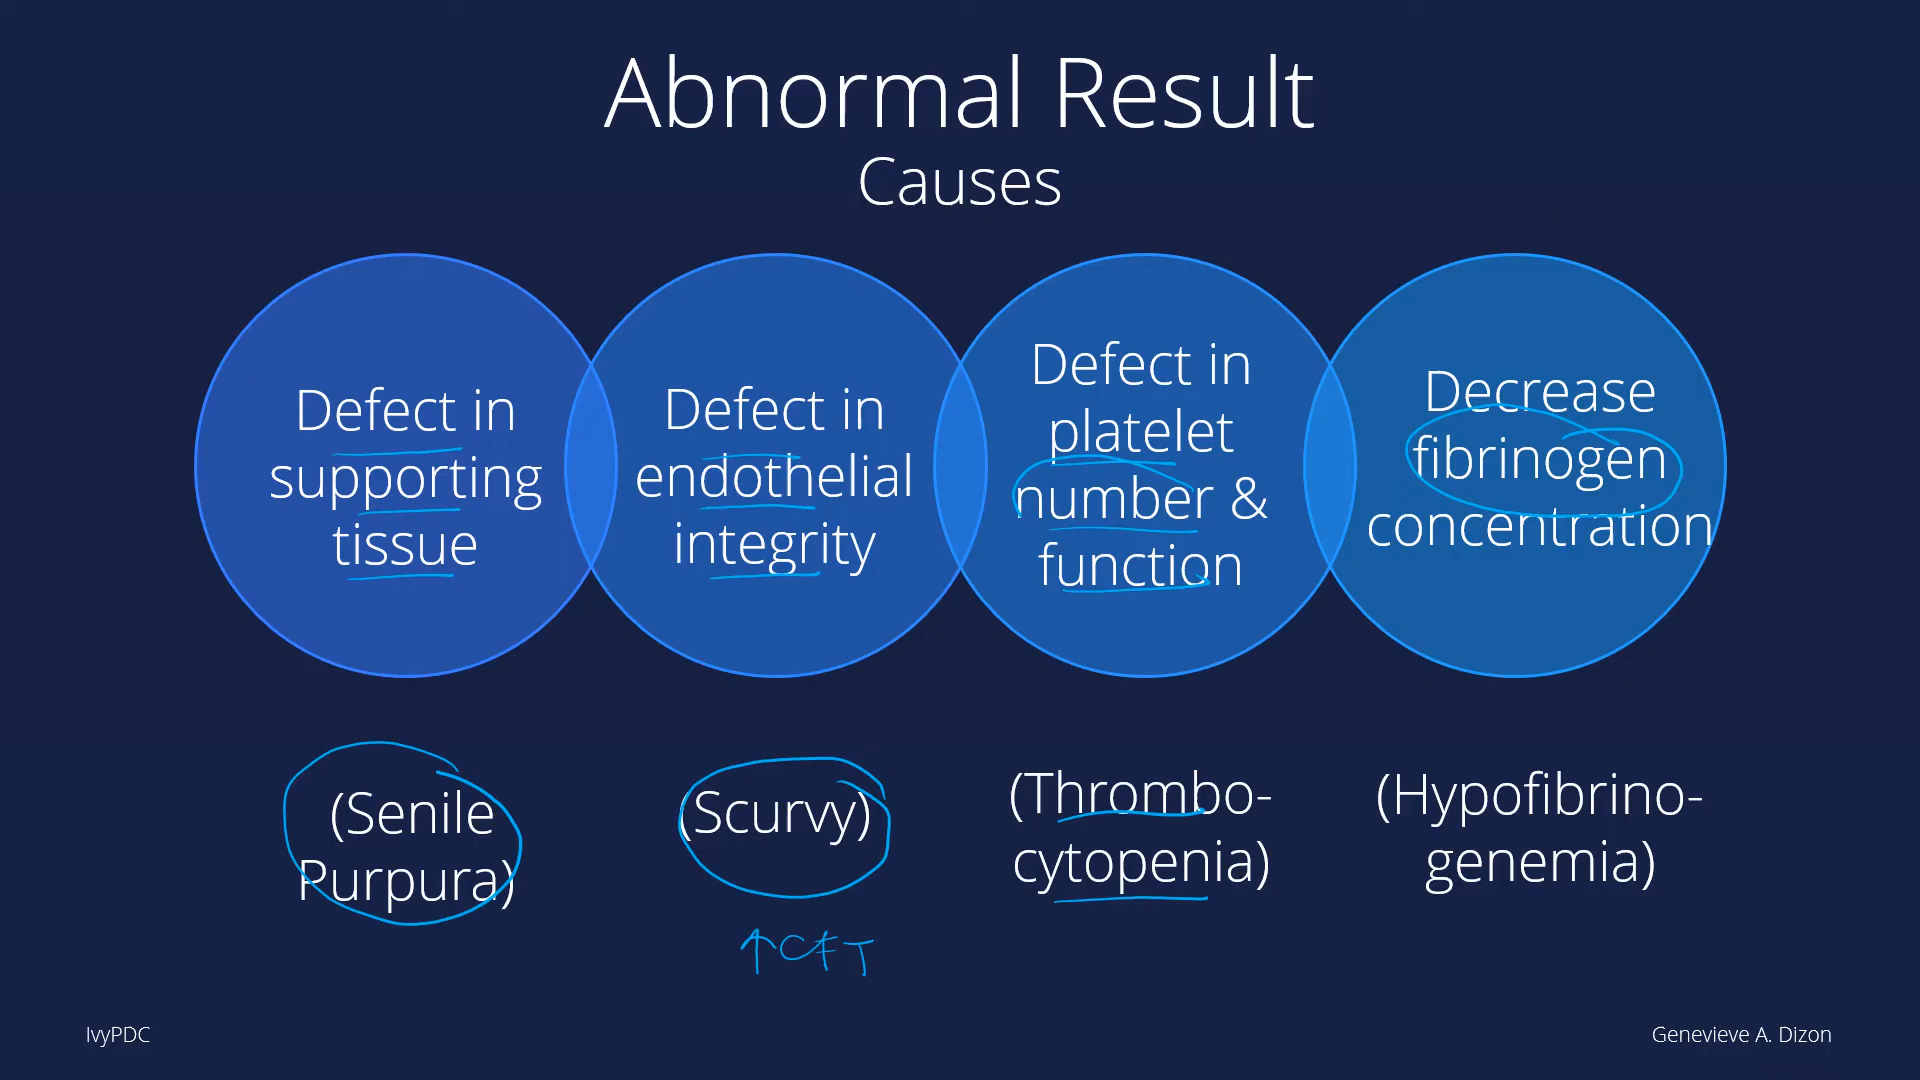 Abnormal Result
Causes
Defect in
supporting
tissue
Defect in
endothelial
integrity
Defect in
platelet
number &
function
Decrease
fibrinogen
concentration
(Senile
Purpura)
(Scurvy)
(Thrombo-
cytopenia)
(Hypofibrino-
genemia)
↑CFT
IvyPDC
Genevieve A. Dizon